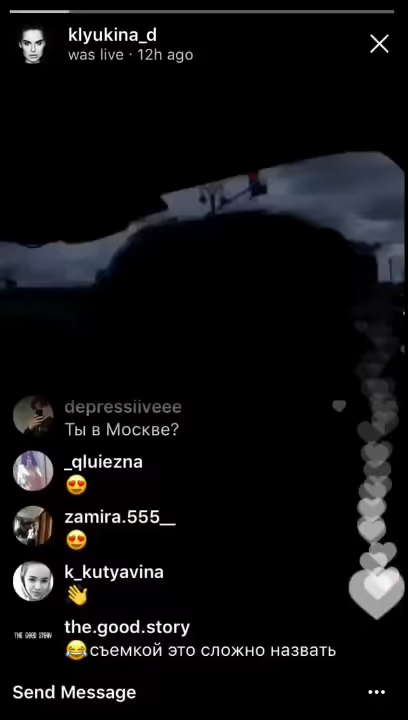 klyukina_d
was live · 12h ago
depressiiveee
Ты в Москве?
_qluiezna
😍
zamira.555__
😍
k_kutyavina
👋
THE GOOD STORY the.good.story
😂съемкой это сложно назвать
Send Message